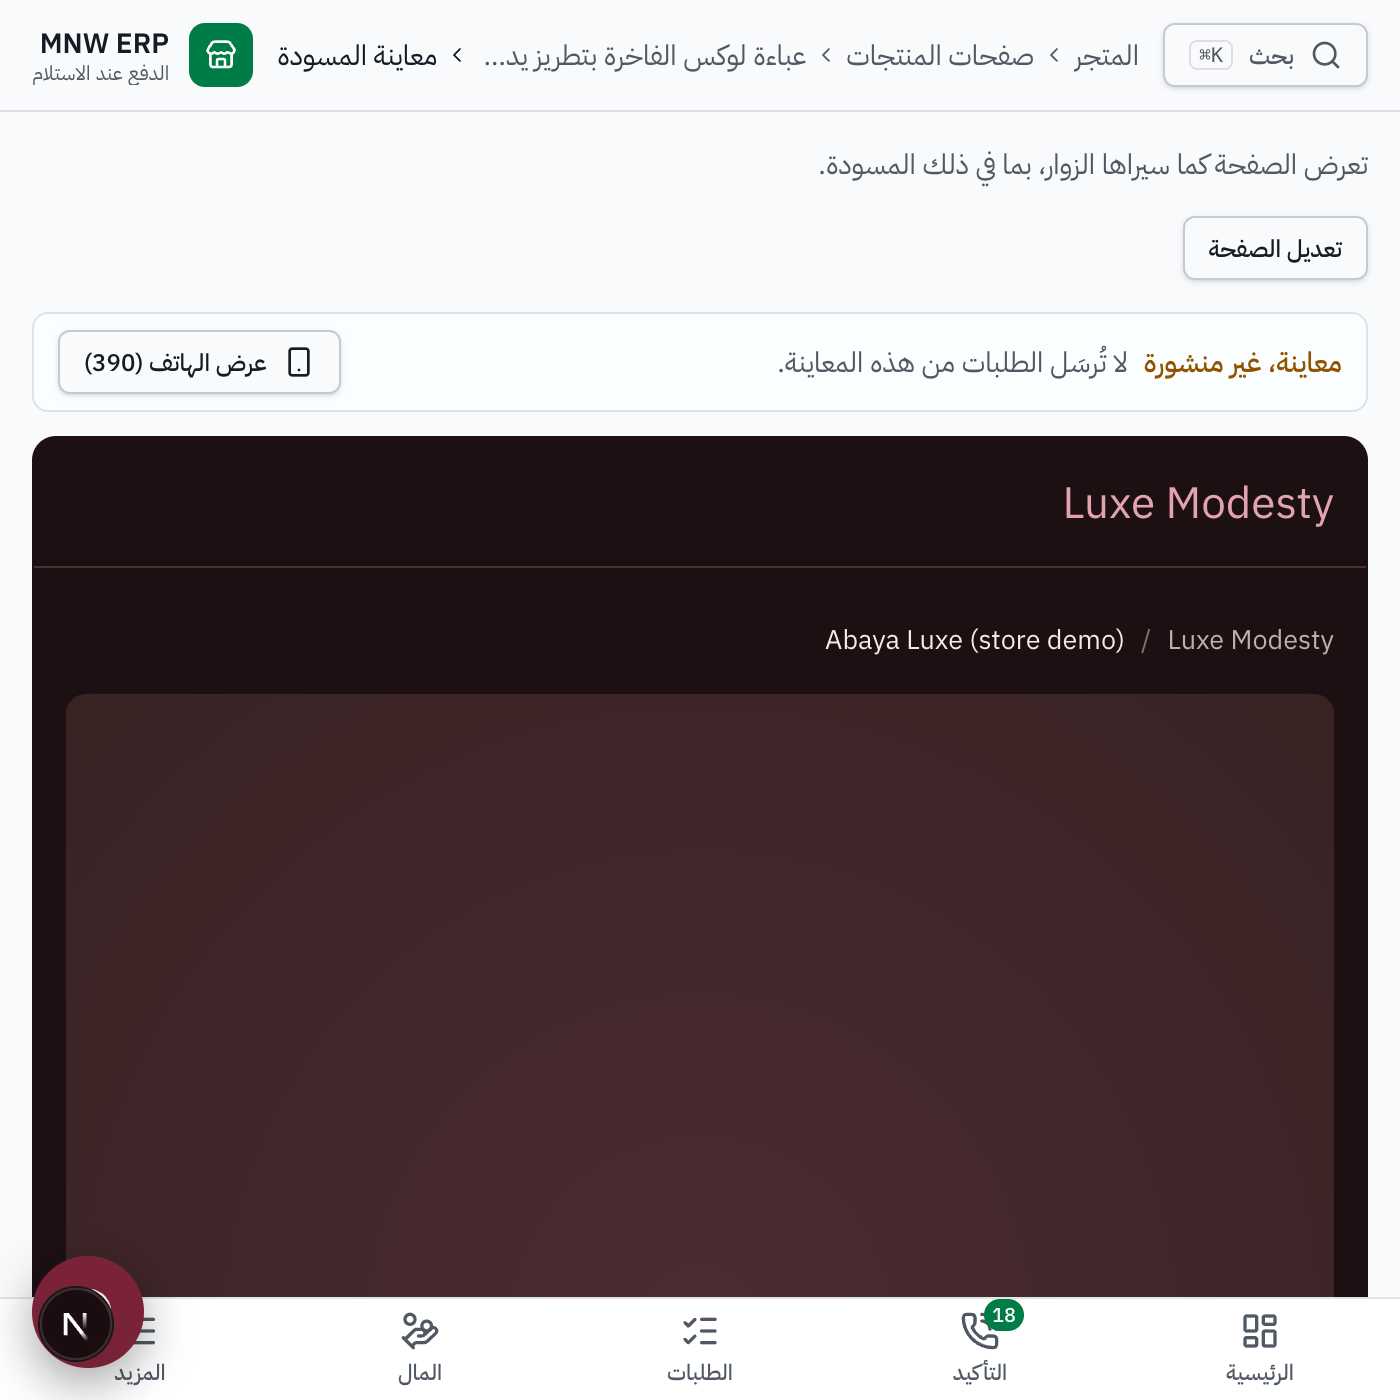 بحث ⌘K
المتجر › صفحات المنتجات › عباءة لوكس الفاخرة بتطريز يد... › معاينة المسودة
MNW ERP
الدفع عند الاستلام
تعرض الصفحة كما سيراها الزوار، بما في ذلك المسودة.
تعديل الصفحة
معاينة، غير منشورة لا تُرسَل الطلبات من هذه المعاينة.
عرض الهاتف (390)
Luxe Modesty
Luxe Modesty / Abaya Luxe (store demo)
الرئيسية
18
التأكيد
الطلبات
المال
المزيد
N